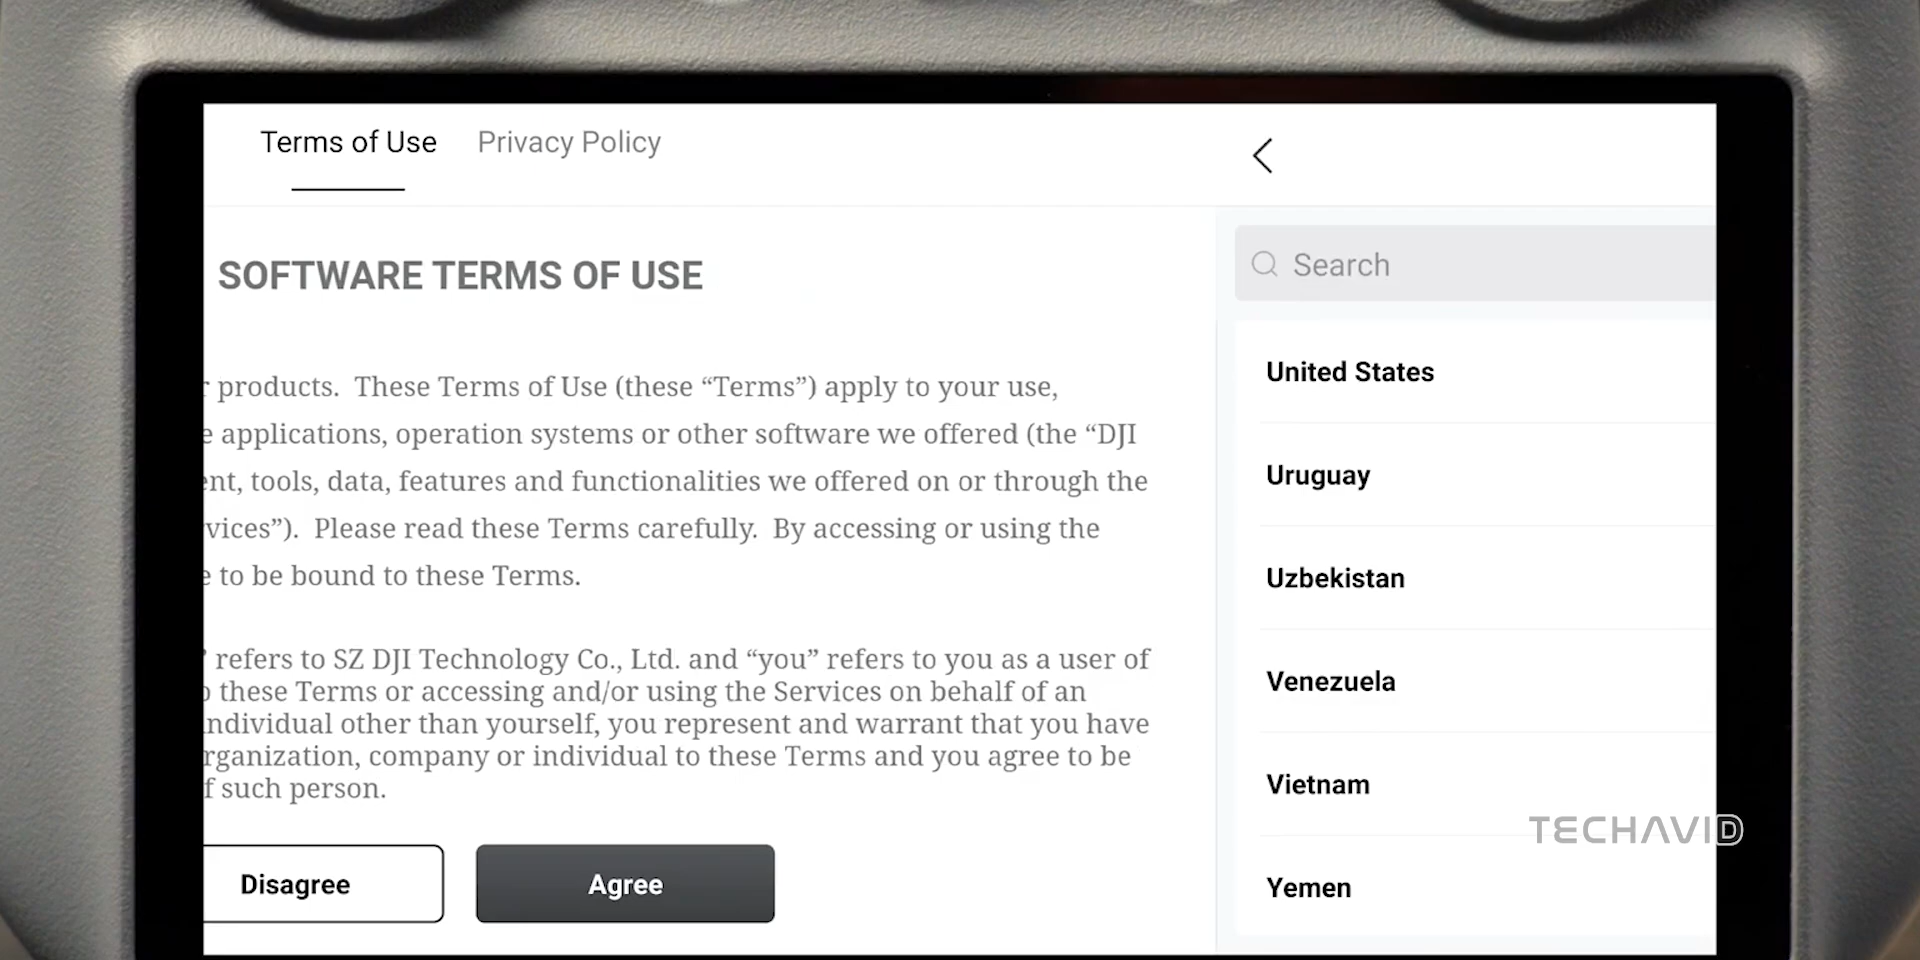 Terms of Use
Privacy Policy
SOFTWARE TERMS OF USE
products. These Terms of Use (these “Terms”) apply to your use,
applications, operation systems or other software we offered (the “DJI
tools, data, features and functionalities we offered on or through the
vices”). Please read these Terms carefully. By accessing or using the
to be bound to these Terms.
refers to SZ DJI Technology Co., Ltd. and “you” refers to you as a user of
these Terms or accessing and/or using the Services on behalf of an
individual other than yourself, you represent and warrant that you have
rganization, company or individual to these Terms and you agree to be
f such person.
Disagree
Agree
Search
United States
Uruguay
Uzbekistan
Venezuela
Vietnam
Yemen
TECHAVID